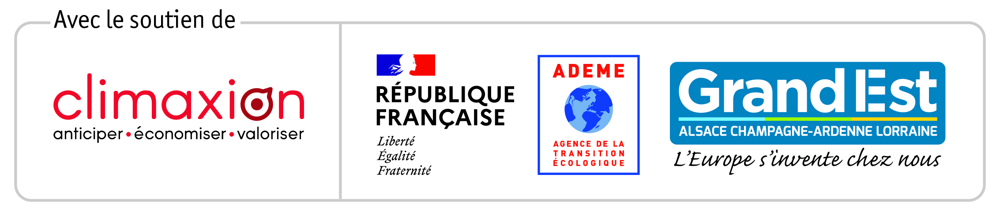 Avec le soutien de
climaxion
anticiper • économiser • valoriser
RÉPUBLIQUE
FRANÇAISE
Liberté
Égalité
Fraternité
ADEME
AGENCE DE LA
TRANSITION
ÉCOLOGIQUE
Grand Est
ALSACE CHAMPAGNE-ARDENNE LORRAINE
L'Europe s'invente chez nous